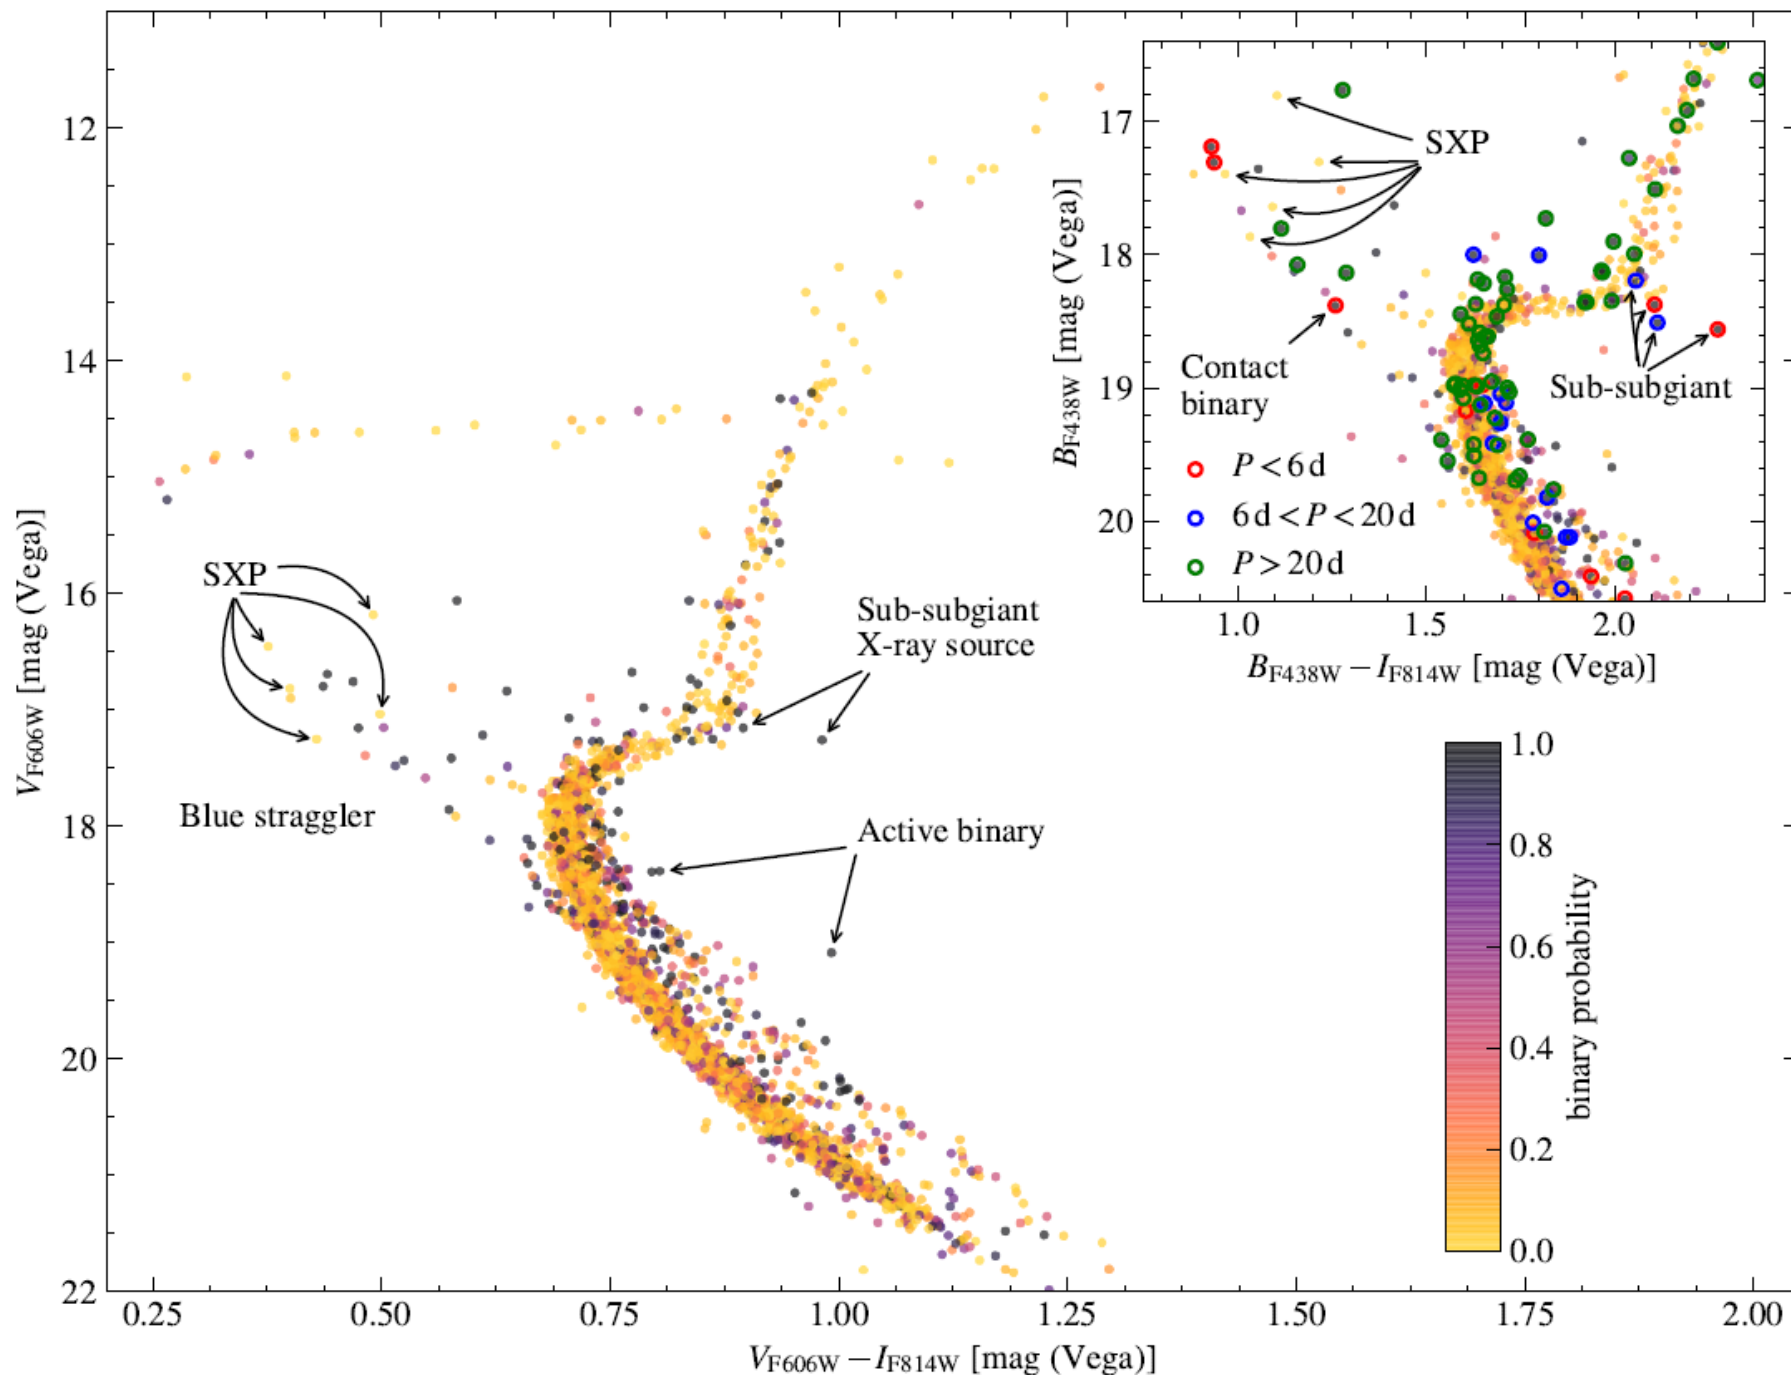 12
14
16
18
20
22
0.25
0.50
0.75
1.00
1.25
1.50
1.75
2.00
V_F606W [mag (Vega)]
V_F606W − I_F814W [mag (Vega)]
SXP
Blue straggler
Sub-subgiant
X-ray source
Active binary
17
18
19
20
1.0
1.5
2.0
B_F438W [mag (Vega)]
B_F438W − I_F814W [mag (Vega)]
SXP
Contact
binary
Sub-subgiant
P < 6 d
6 d < P < 20 d
P > 20 d
1.0
0.8
0.6
0.4
0.2
0.0
binary probability